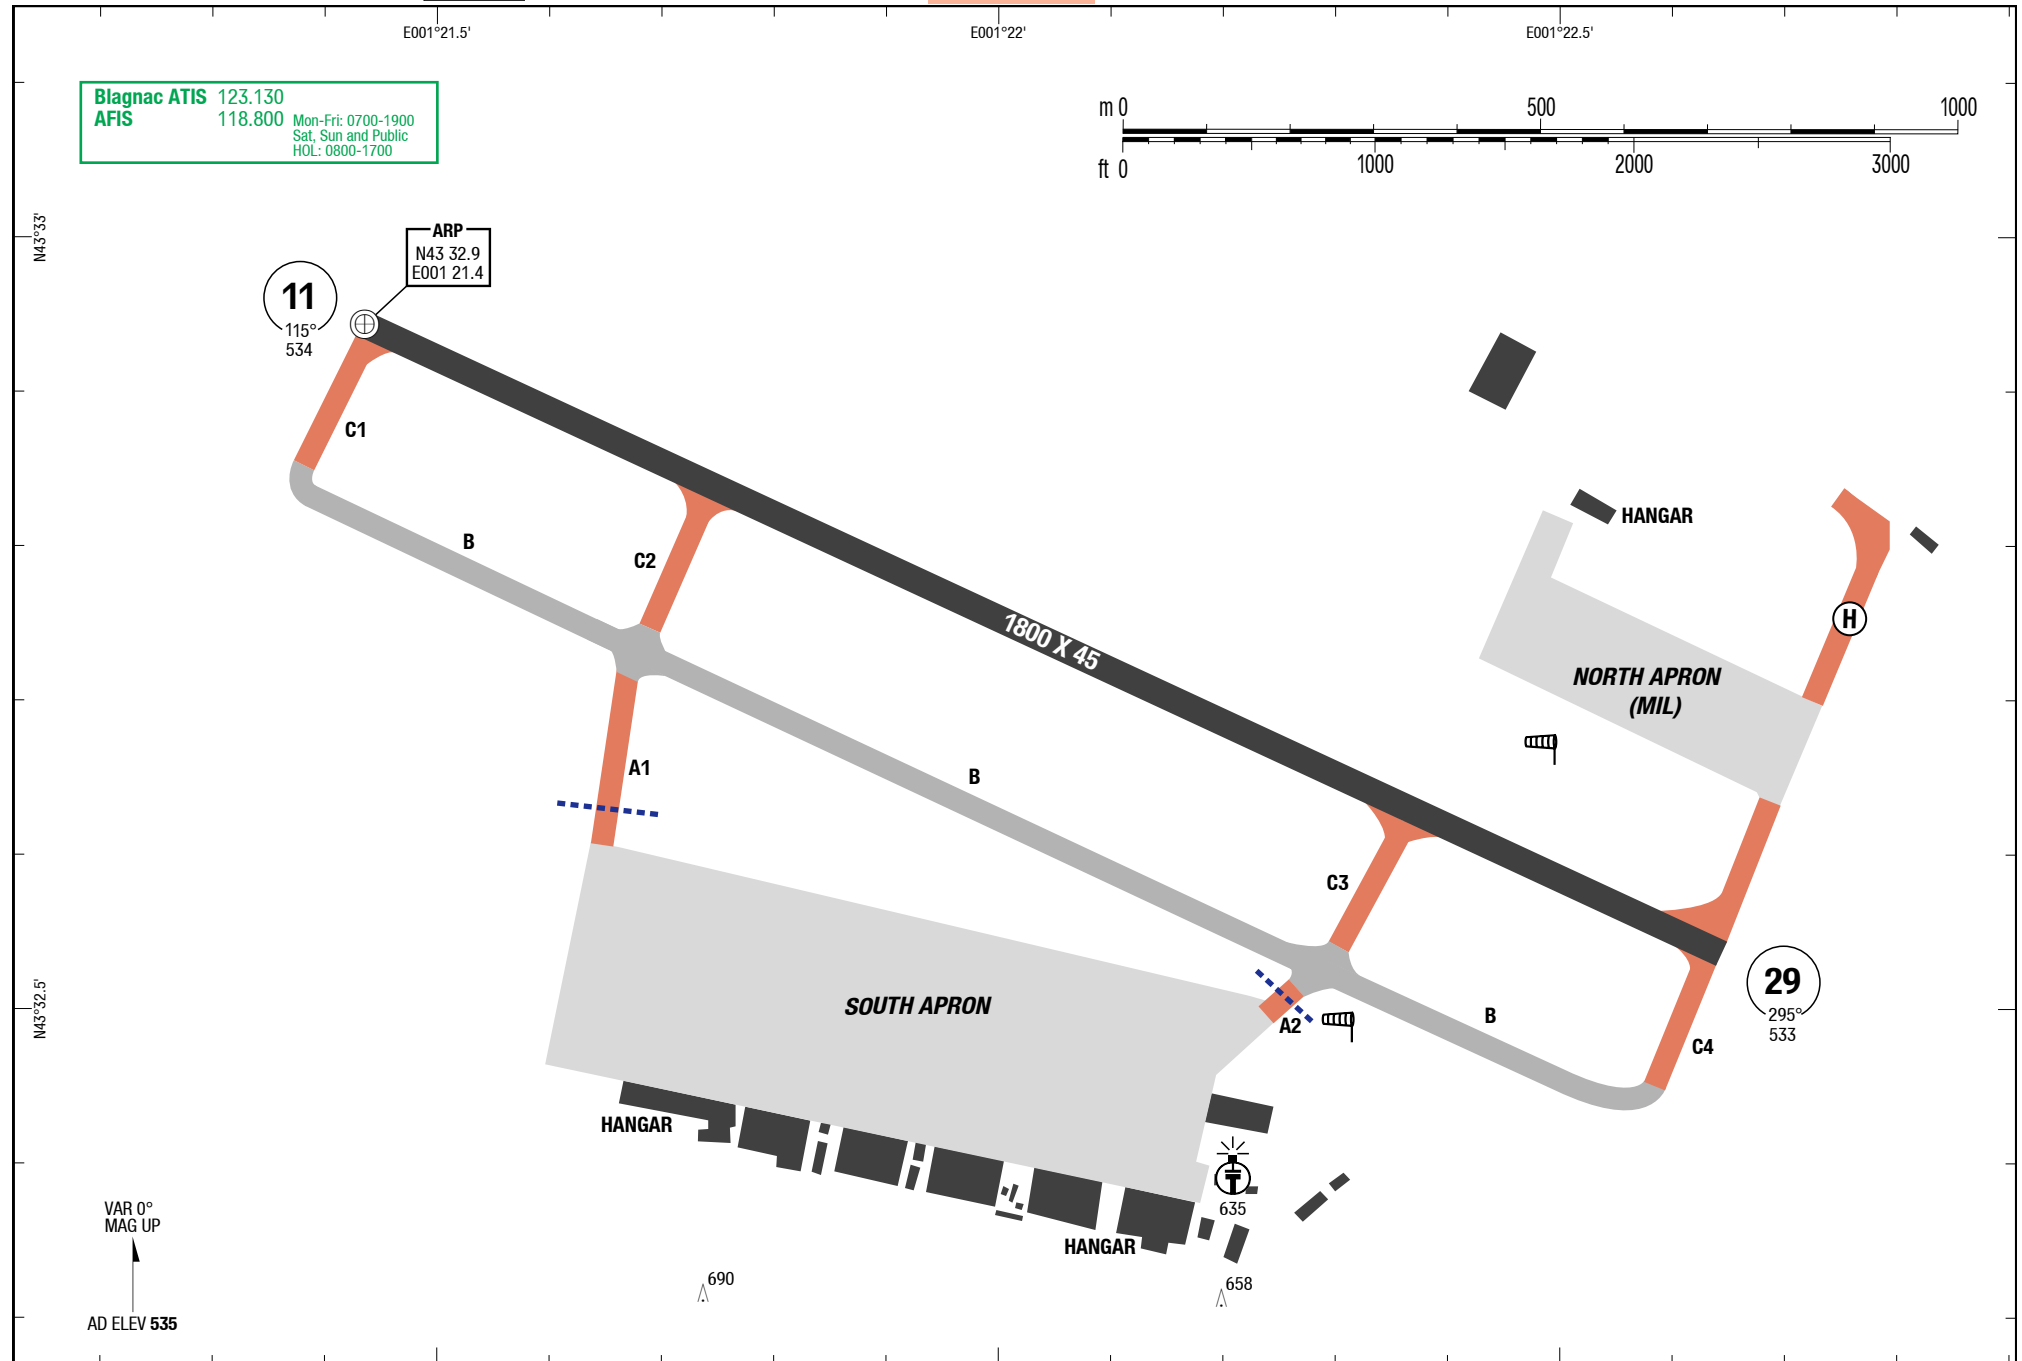 E001°21.5'
E001°22'
E001°22.5'
Blagnac ATIS 123.130
AFIS 118.800 Mon-Fri: 0700-1900
Sat, Sun and Public
HOL: 0800-1700
m 0 500 1000
ft 0 1000 2000 3000
N43°33'
ARP
N43 32.9
E001 21.4
11
115°
534
C1
B
C2
HANGAR
H
1800 X 45
NORTH APRON
(MIL)
A1
B
C3
SOUTH APRON
A2
B
C4
29
295°
533
N43°32.5'
HANGAR
635
HANGAR
VAR 0°
MAG UP
690
658
AD ELEV 535